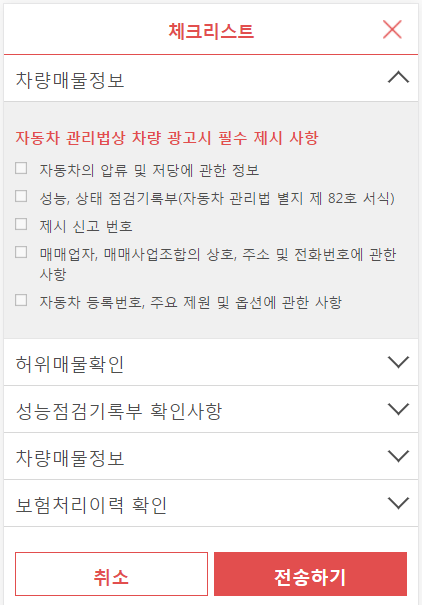 체크리스트
차량매물정보
자동차 관리법상 차량 광고시 필수 제시 사항
자동차의 압류 및 저당에 관한 정보
성능, 상태 점검기록부(자동차 관리법 별지 제 82호 서식)
제시 신고 번호
매매업자, 매매사업조합의 상호, 주소 및 전화번호에 관한
사항
자동차 등록번호, 주요 제원 및 옵션에 관한 사항
허위매물확인
성능점검기록부 확인사항
차량매물정보
보험처리이력 확인
취소
전송하기